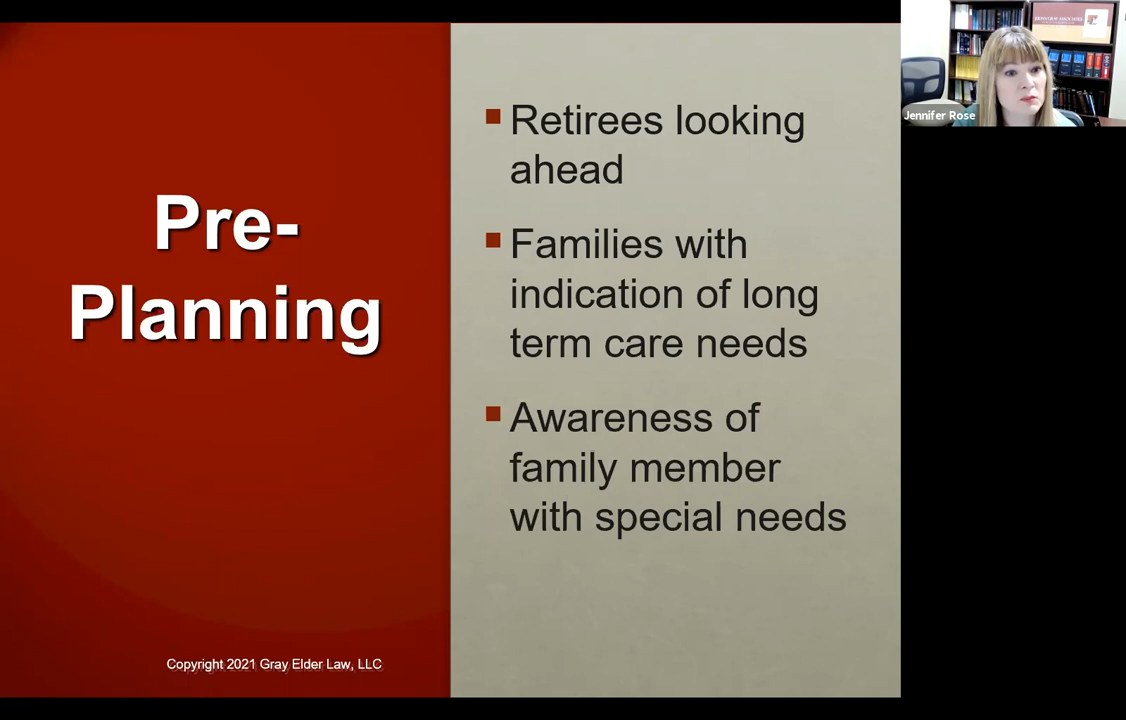 Pre-
Planning
Retirees looking
ahead
Families with
indication of long
term care needs
Awareness of
family member
with special needs
Copyright 2021 Gray Elder Law, LLC
Jennifer Rose